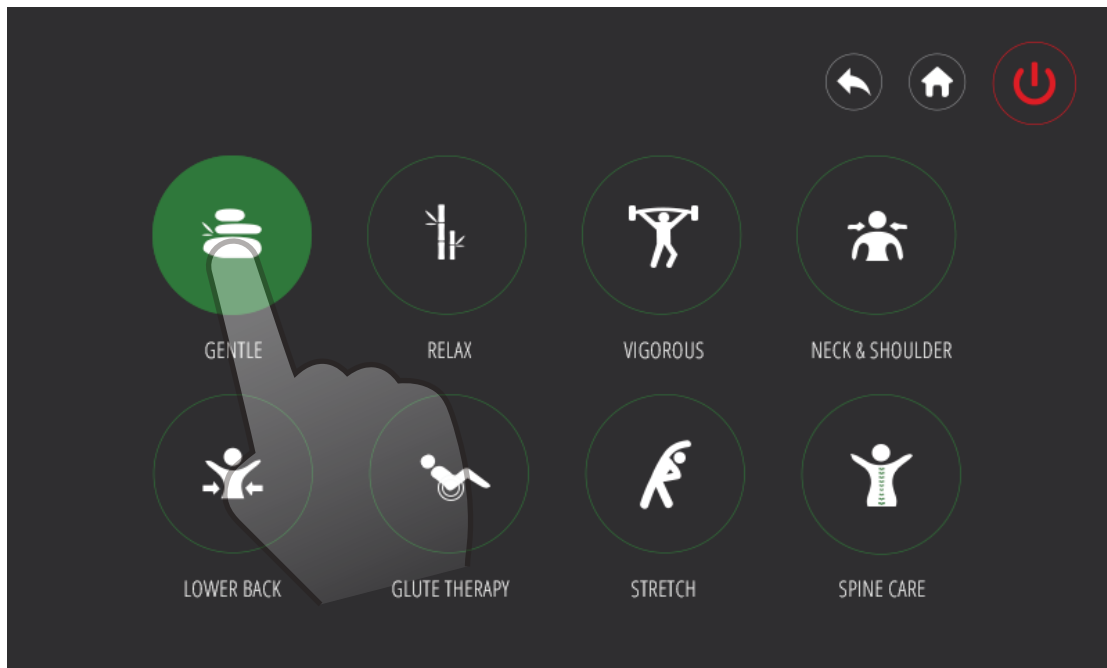 GENTLE
RELAX
VIGOROUS
NECK & SHOULDER
LOWER BACK
GLUTE THERAPY
STRETCH
SPINE CARE